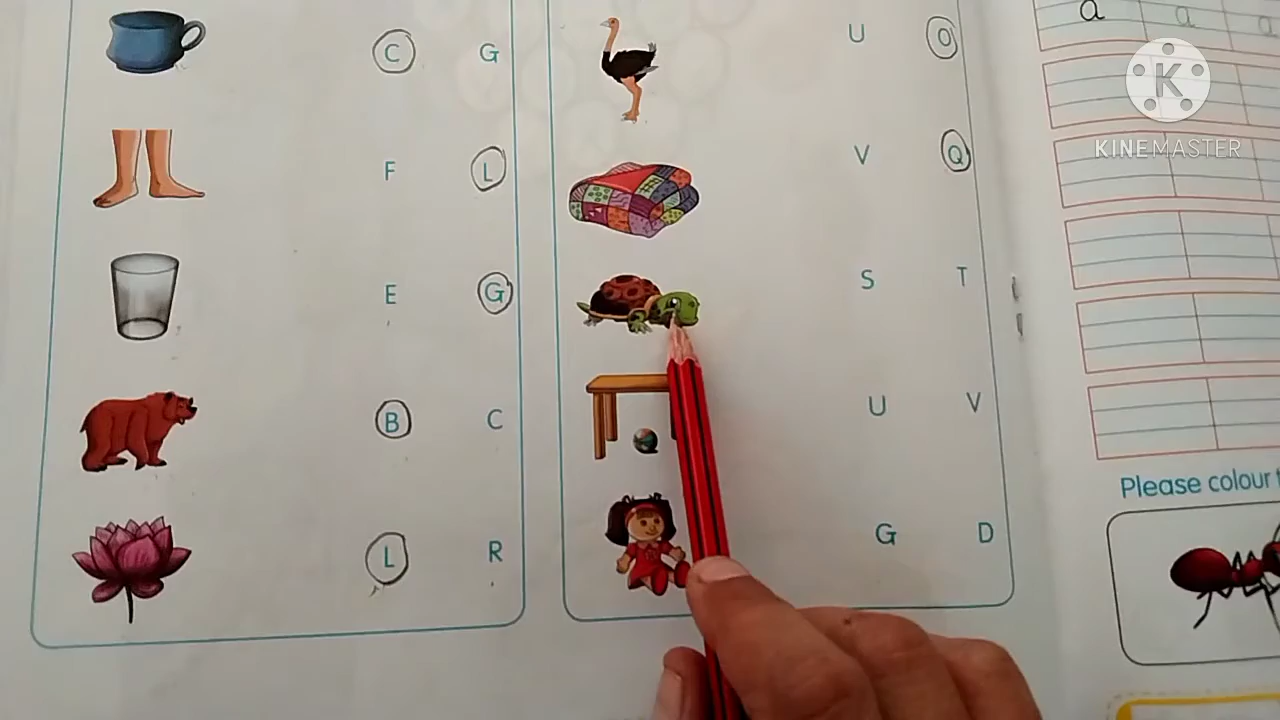 C G
F L
E G
B C
L R
U O
V Q
S T
U V
G D
a a a
K
KINEMASTER
Please colour